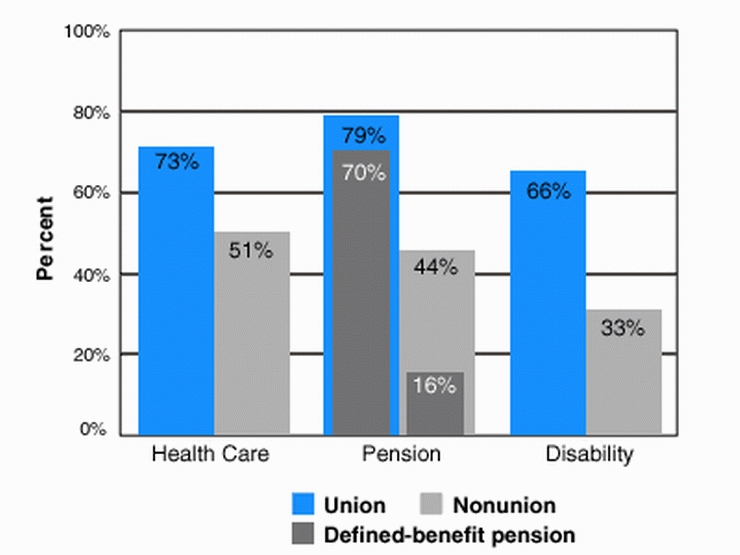 100%
80%
60%
40%
20%
0%
Percent
73%
51%
79%
70%
44%
16%
66%
33%
Health Care
Pension
Disability
Union
Nonunion
Defined-benefit pension